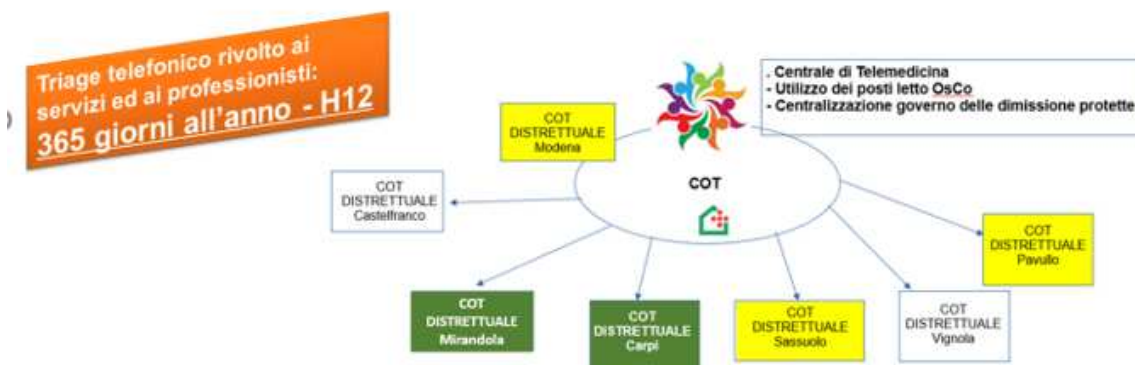 Triage telefonico rivolto ai
servizi ed ai professionisti:
365 giorni all'anno - H12
. Centrale di Telemedicina
- Utilizzo dei posti letto OsCo
- Centralizzazione governo delle dimissione protette
COT
DISTRETTUALE
Modena
COT
COT
DISTRETTUALE
Castelfranco
COT
DISTRETTUALE
Pavullo
COT
DISTRETTUALE
Mirandola
COT
DISTRETTUALE
Carpi
COT
DISTRETTUALE
Sassuolo
COT
DISTRETTUALE
Vignola